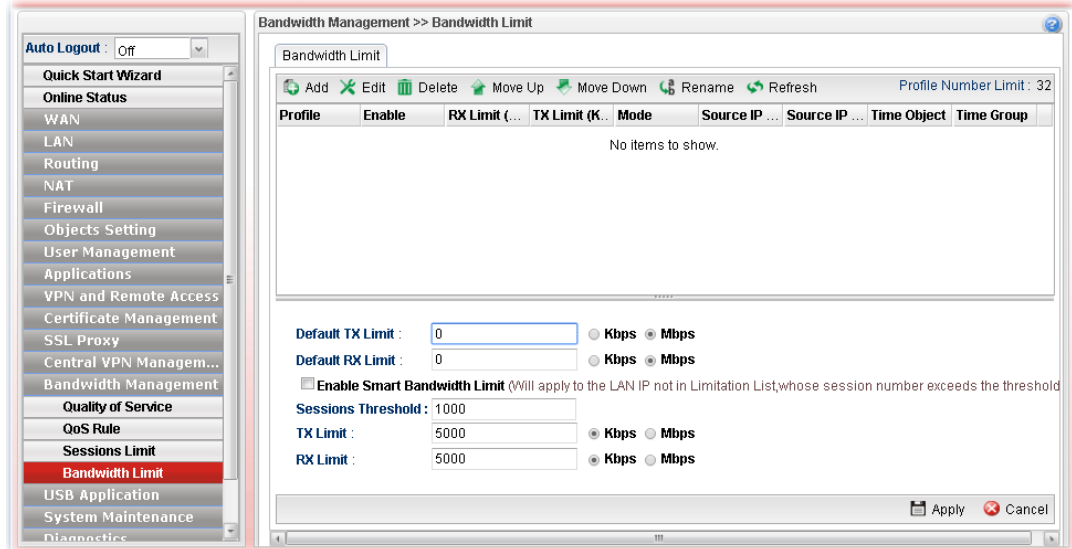 Bandwidth Management >> Bandwidth Limit
Auto Logout : Off
Quick Start Wizard
Online Status
WAN
LAN
Routing
NAT
Firewall
Objects Setting
User Management
Applications
VPN and Remote Access
Certificate Management
SSL Proxy
Central VPN Managem...
Bandwidth Management
Quality of Service
QoS Rule
Sessions Limit
Bandwidth Limit
USB Application
System Maintenance
Diagnostics
Bandwidth Limit
Add Edit Delete Move Up Move Down Rename Refresh Profile Number Limit : 32
Profile Enable RX Limit (... TX Limit (K... Mode Source IP ... Source IP ... Time Object Time Group
No items to show.
Default TX Limit : 0 Kbps Mbps
Default RX Limit : 0 Kbps Mbps
Enable Smart Bandwidth Limit (Will apply to the LAN IP not in Limitation List,whose session number exceeds the threshold
Sessions Threshold : 1000
TX Limit : 5000 Kbps Mbps
RX Limit : 5000 Kbps Mbps
Apply Cancel